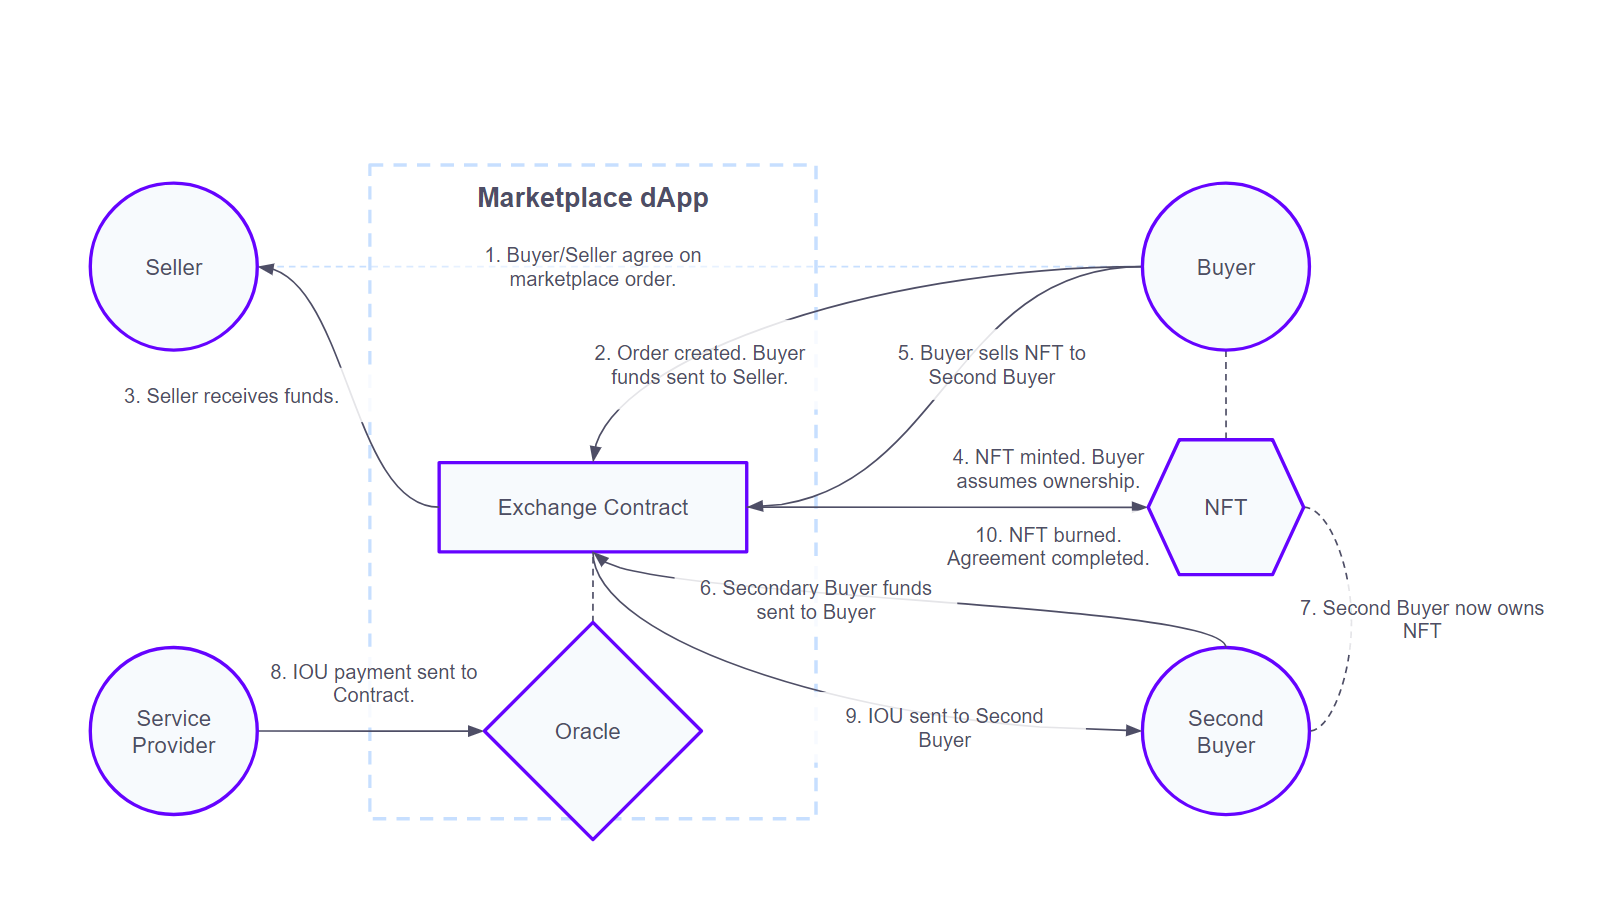 Marketplace dApp
Seller
1. Buyer/Seller agree on
marketplace order.
Buyer
2. Order created. Buyer
funds sent to Seller.
5. Buyer sells NFT to
Second Buyer
3. Seller receives funds.
4. NFT minted. Buyer
assumes ownership.
Exchange Contract
NFT
10. NFT burned.
Agreement completed.
6. Secondary Buyer funds
sent to Buyer
7. Second Buyer now owns
NFT
8. IOU payment sent to
Contract.
Service
Provider
Oracle
9. IOU sent to Second
Buyer
Second
Buyer